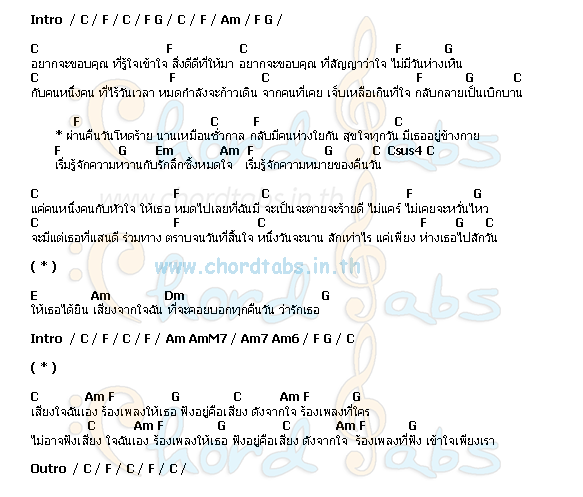 Intro / C / F / C / F G / C / F / Am / F G /
C F C F G
อยากจะขอบคุณ ที่รู้ใจเข้าใจ สิ่งดีดีที่ให้มา อยากจะขอบคุณ ที่สัญญาว่าใจ ไม่มีวันห่างเหิน
C F C F G C
กับคนหนึ่งคน ที่ไร้วันเวลา หมดกำลังจะก้าวเดิน จากคนที่เคย เจ็บเหลือเกินที่ใจ กลับกลายเป็นเบิกบาน
F C F C
* ผ่านคืนวันโหดร้าย นานเหมือนชั่วกาล กลับมีคนห่วงใยกัน สุขใจทุกวัน มีเธออยู่ข้างกาย
F G Em Am F G C Csus4 C
เริ่มรู้จักความหวานกับรักลึกซึ้งหมดใจ เริ่มรู้จักความหมายของคืนวัน
www.chordtabs.in.th
C F C F G
แค่คนหนึ่งคนกับหัวใจ ให้เธอ หมดไปเลยที่ฉันมี จะเป็นจะตายจะร้ายดี ไม่แคร์ ไม่เคยจะหวั่นไหว
C F C F G C
จะมีแต่เธอที่แสนดี ร่วมทาง ตราบจนวันที่สิ้นใจ หนึ่งวันจะนาน สักเท่าไร แค่เพียง ห่างเธอไปสักวัน
( * )
www.chordtabs.in.th
E Am Dm G
ให้เธอได้ยิน เสียงจากใจฉัน ที่จะคอยบอกทุกคืนวัน ว่ารักเธอ
Intro / C / F / C / F / Am AmM7 / Am7 Am6 / F G / C
( * )
C Am F G C Am F G
เสียงใจฉันเอง ร้องเพลงให้เธอ ฟังอยู่คือเสียง ดังจากใจ ร้องเพลงที่ใคร
C Am F G C Am F G
ไม่อาจฟังเสียง ใจฉันเอง ร้องเพลงให้เธอ ฟังอยู่คือเสียง ดังจากใจ ร้องเพลงที่ฟัง เข้าใจเพียงเรา
Outro / C / F / C / F / C /